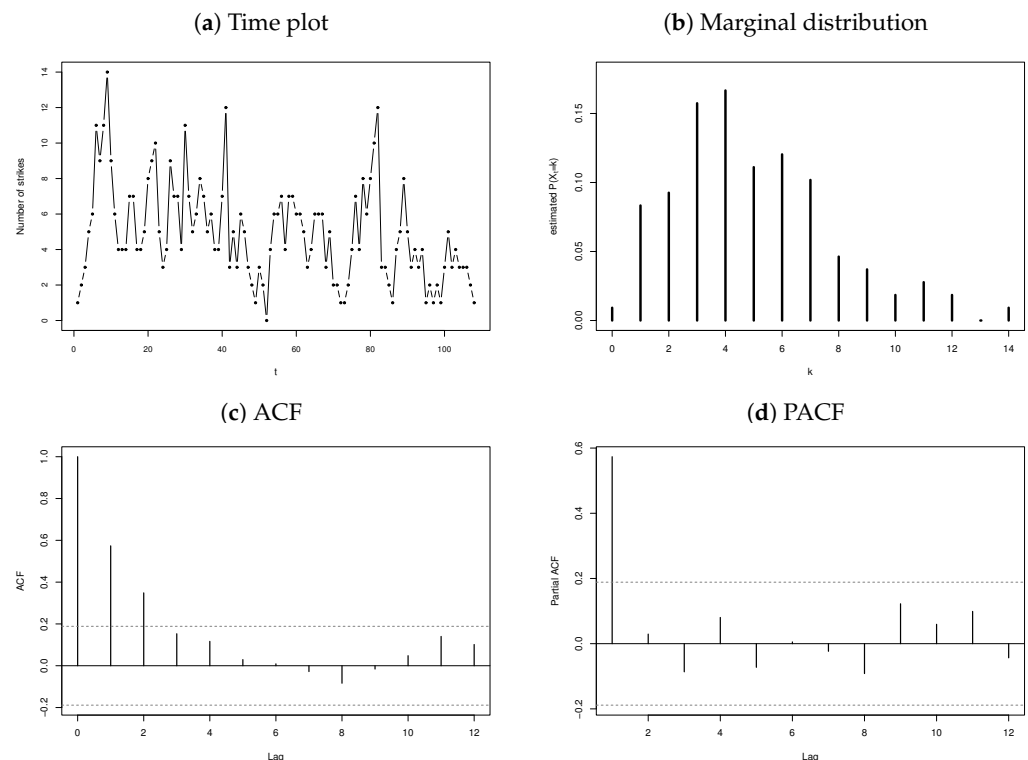 (a) Time plot
(b) Marginal distribution
Number of strikes
0 2 4 6 8 10 12 14
0 20 40 60 80 100
t
estimated P(Xₜ=k)
0.00 0.05 0.10 0.15
0 2 4 6 8 10 12 14
k
(c) ACF
(d) PACF
ACF
−0.2 0.0 0.2 0.4 0.6 0.8 1.0
0 2 4 6 8 10 12
Lag
Partial ACF
−0.2 0.0 0.2 0.4 0.6
2 4 6 8 10 12
Lag